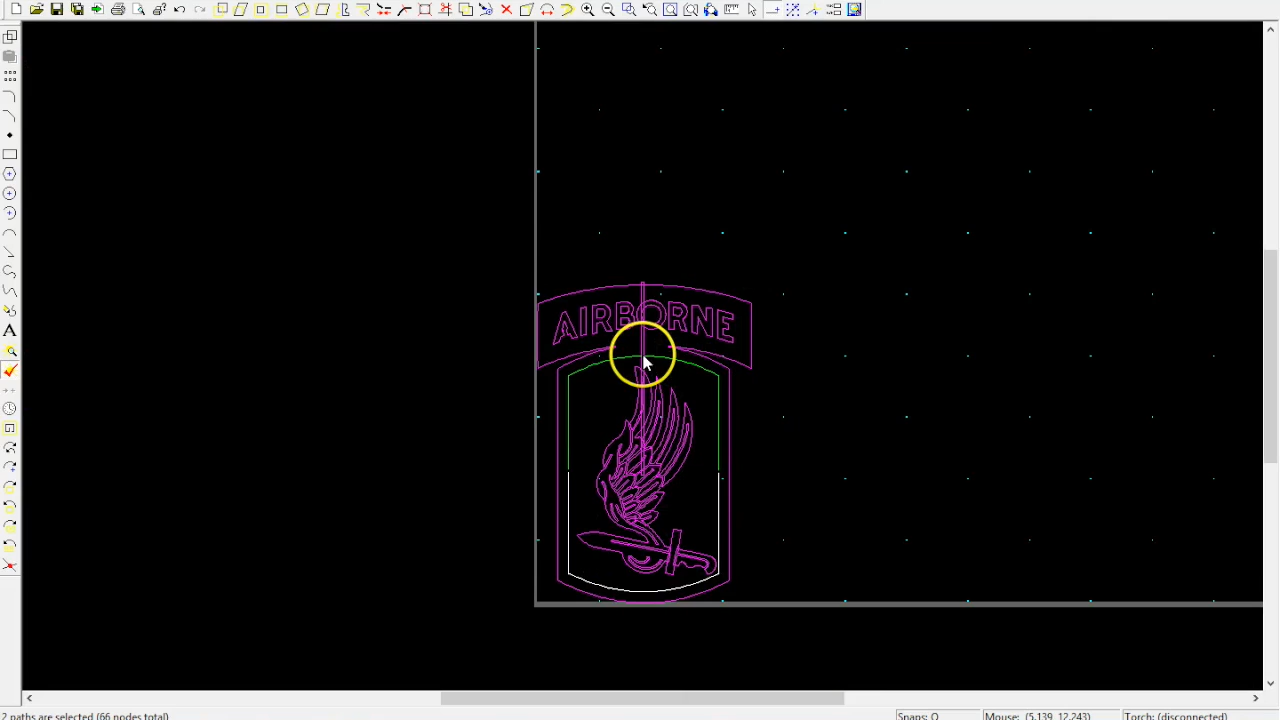 AIRBORNE
2 paths are selected (66 nodes total)
Snaps: O
Mouse: (5.139, 12.243)
Torch: (disconnected)